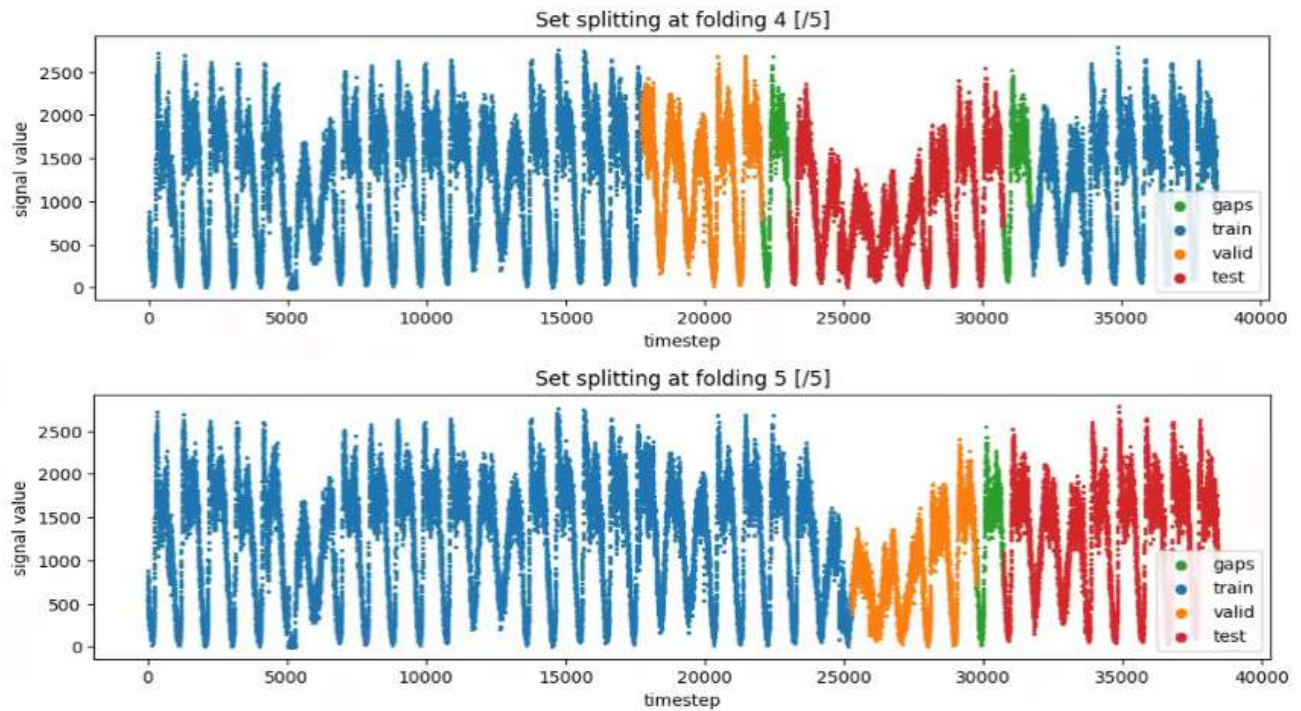 Set splitting at folding 4 [/5]
2500
2000
1500
1000
500
0
signal value
gaps
train
valid
test
0 5000 10000 15000 20000 25000 30000 35000 40000
timestep
Set splitting at folding 5 [/5]
2500
2000
1500
1000
500
0
signal value
gaps
train
valid
test
0 5000 10000 15000 20000 25000 30000 35000 40000
timestep